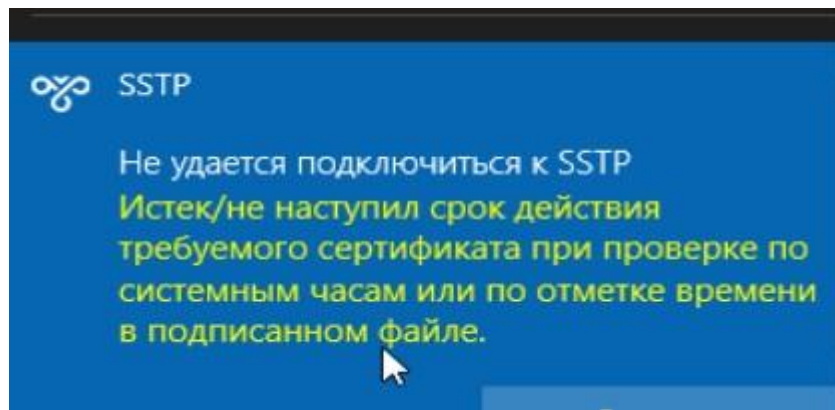 SSTP
Не удается подключиться к SSTP
Истек/не наступил срок действия
требуемого сертификата при проверке по
системным часам или по отметке времени
в подписанном файле.